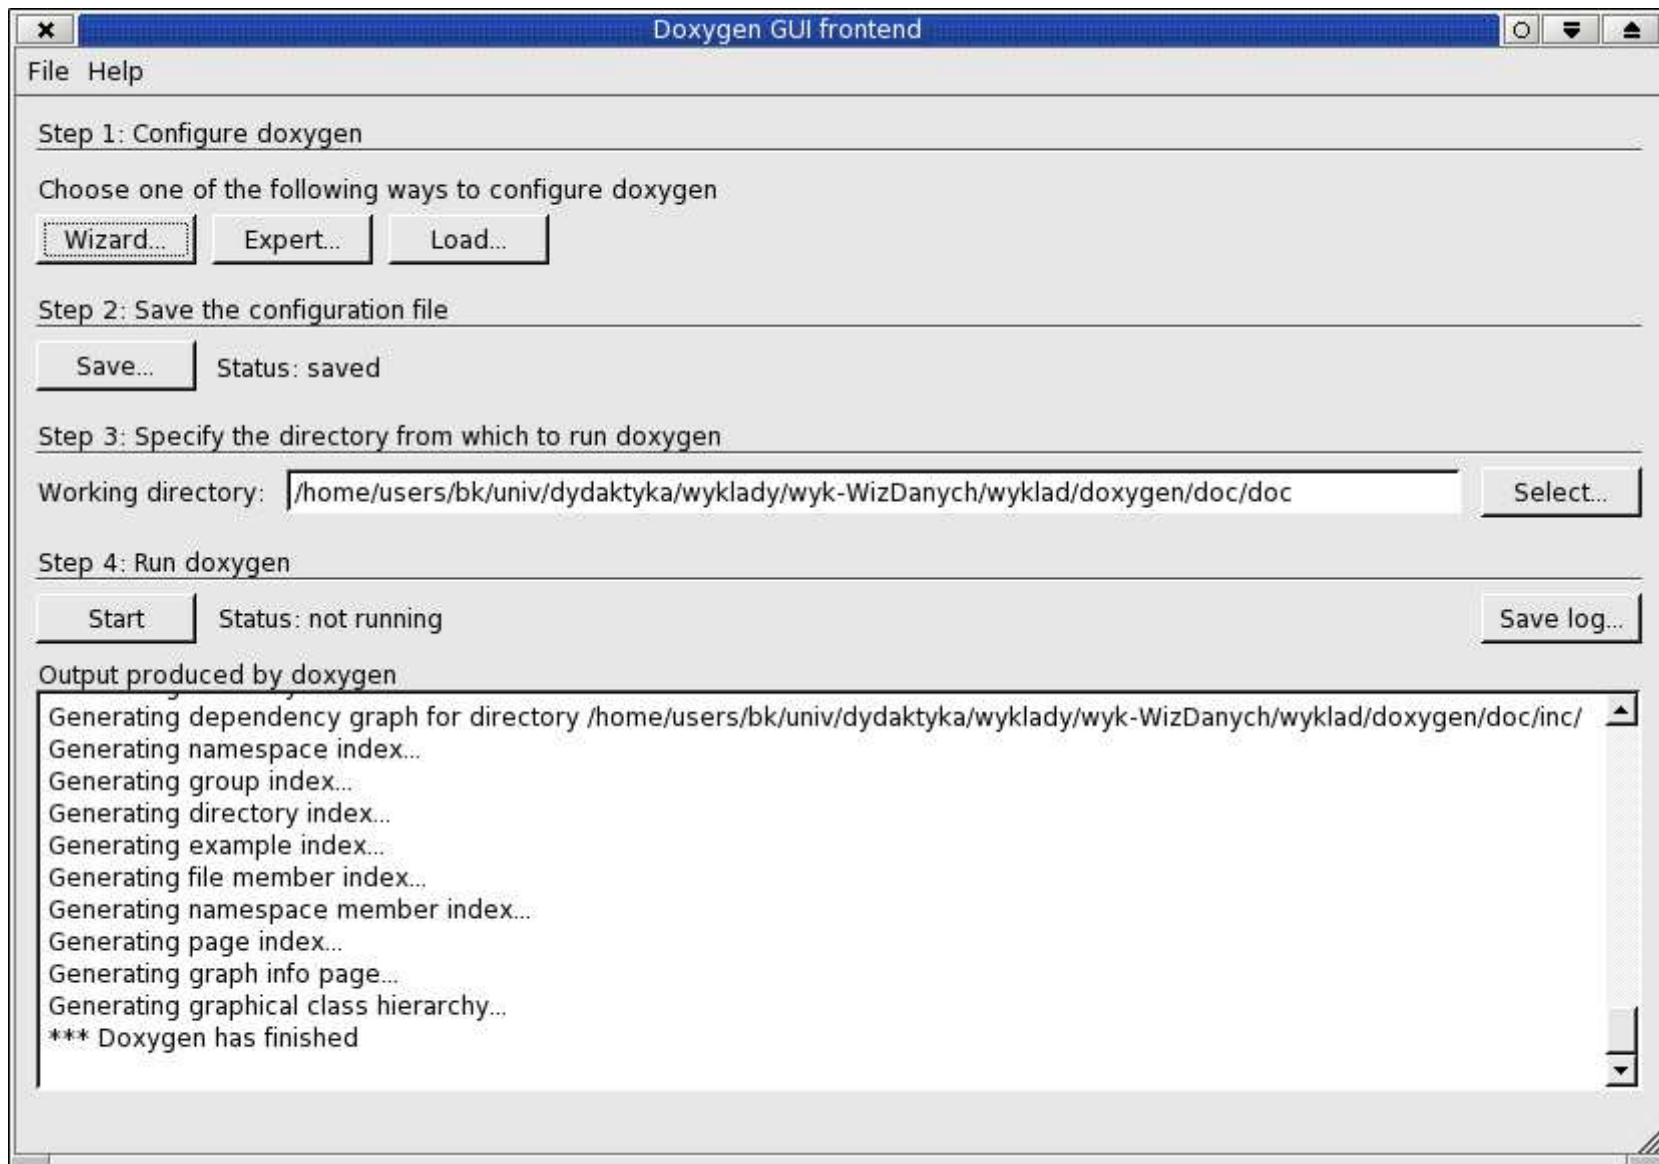 Doxygen GUI frontend
File Help
Step 1: Configure doxygen
Choose one of the following ways to configure doxygen
Wizard... Expert... Load...
Step 2: Save the configuration file
Save... Status: saved
Step 3: Specify the directory from which to run doxygen
Working directory: /home/users/bk/univ/dydaktyka/wyklady/wyk-WizDanych/wyklad/doxygen/doc/doc Select...
Step 4: Run doxygen
Start Status: not running Save log...
Output produced by doxygen
Generating dependency graph for directory /home/users/bk/univ/dydaktyka/wyklady/wyk-WizDanych/wyklad/doxygen/doc/inc/
Generating namespace index...
Generating group index...
Generating directory index...
Generating example index...
Generating file member index...
Generating namespace member index...
Generating page index...
Generating graph info page...
Generating graphical class hierarchy...
*** Doxygen has finished